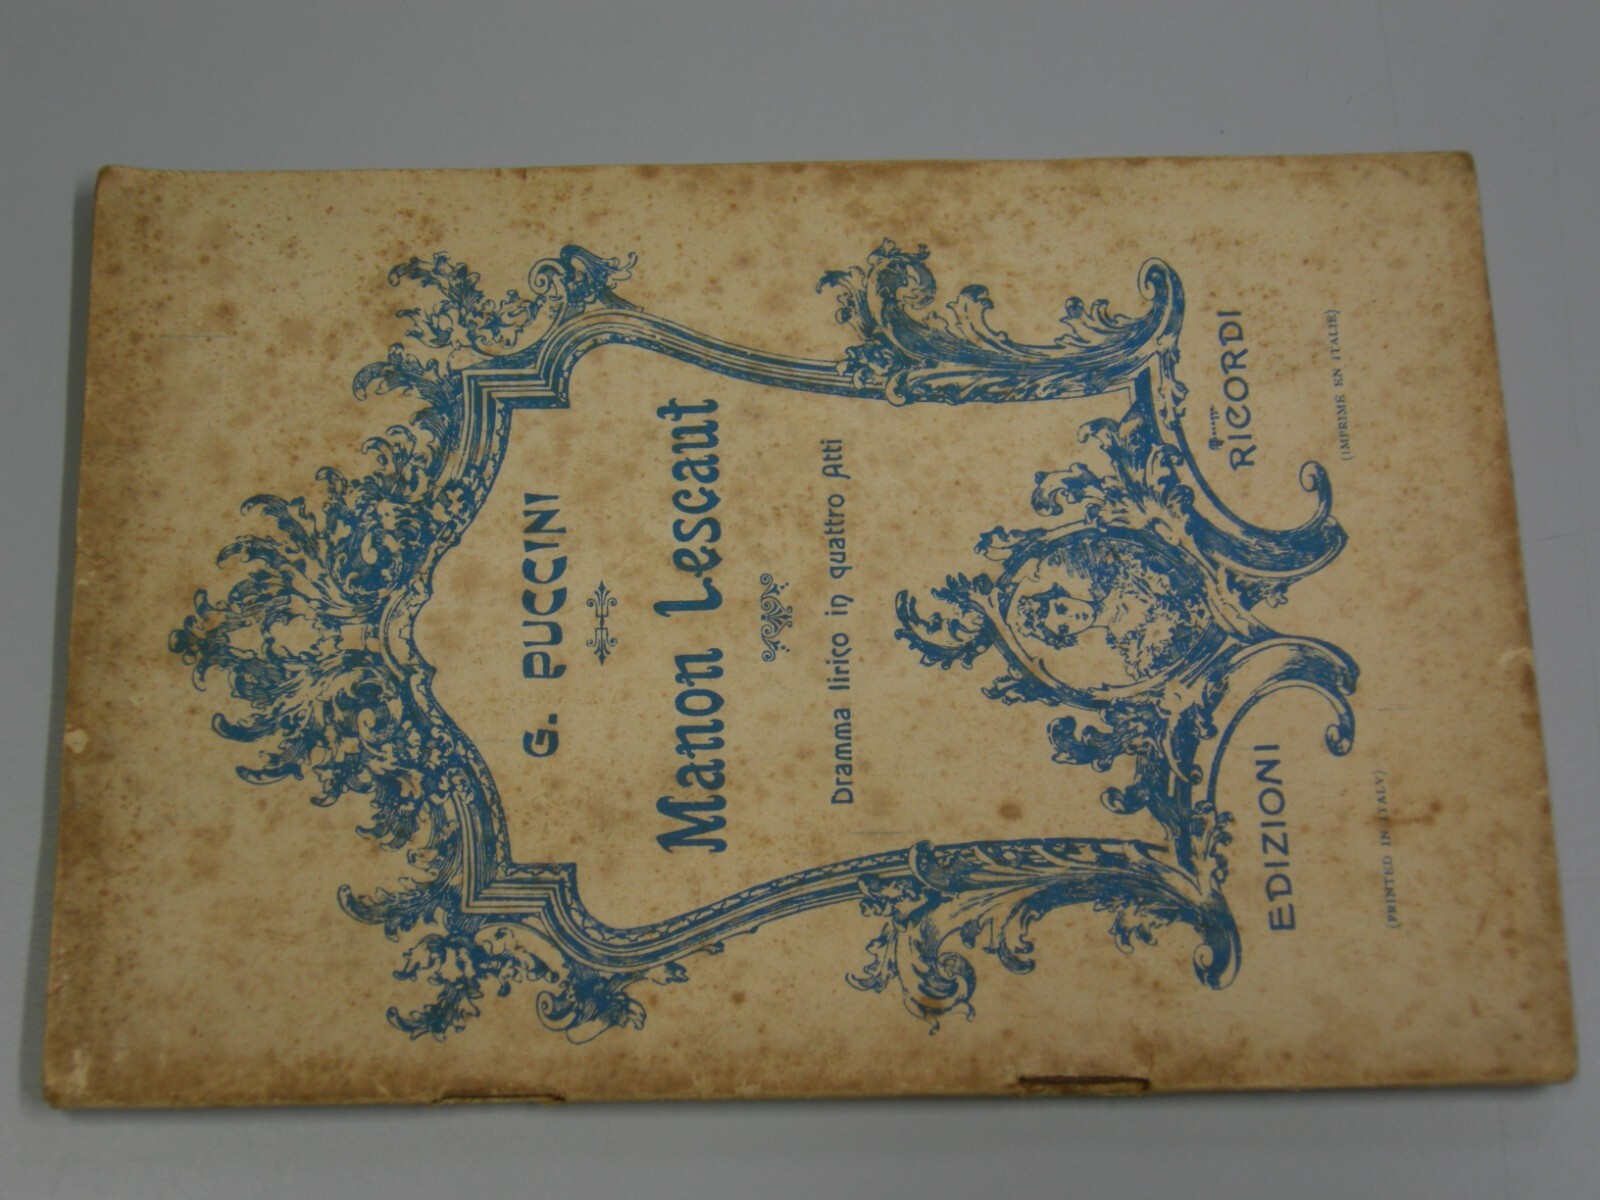 G. PUCCINI
Manon Lescaut
Dramma lirico in quattro Atti
EDIZIONI RICORDI
(PRINTED IN ITALY) (IMPRIMÉ EN ITALIE)